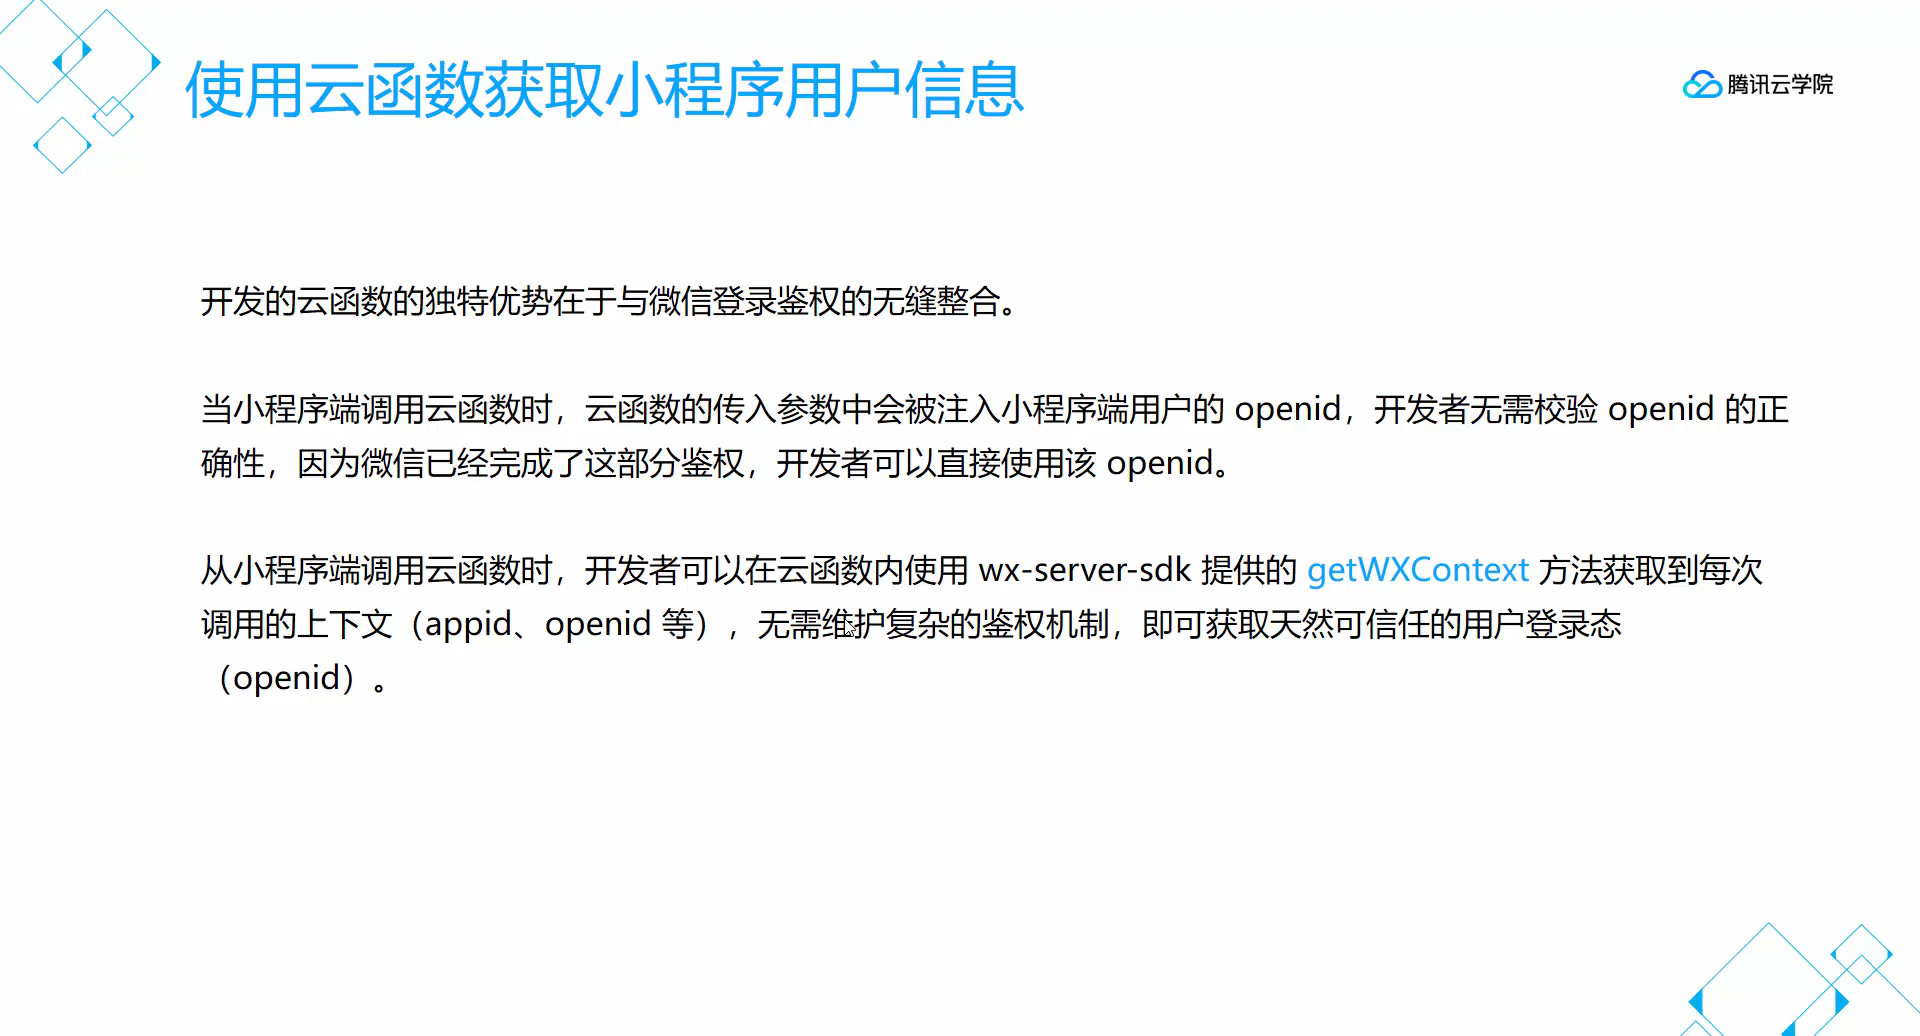 使用云函数获取小程序用户信息
腾讯云学院
开发的云函数的独特优势在于与微信登录鉴权的无缝整合。
当小程序端调用云函数时，云函数的传入参数中会被注入小程序端用户的 openid，开发者无需校验 openid 的正
确性，因为微信已经完成了这部分鉴权，开发者可以直接使用该 openid。
从小程序端调用云函数时，开发者可以在云函数内使用 wx-server-sdk 提供的 getWXContext 方法获取到每次
调用的上下文（appid、openid 等），无需维护复杂的鉴权机制，即可获取天然可信任的用户登录态
（openid）。